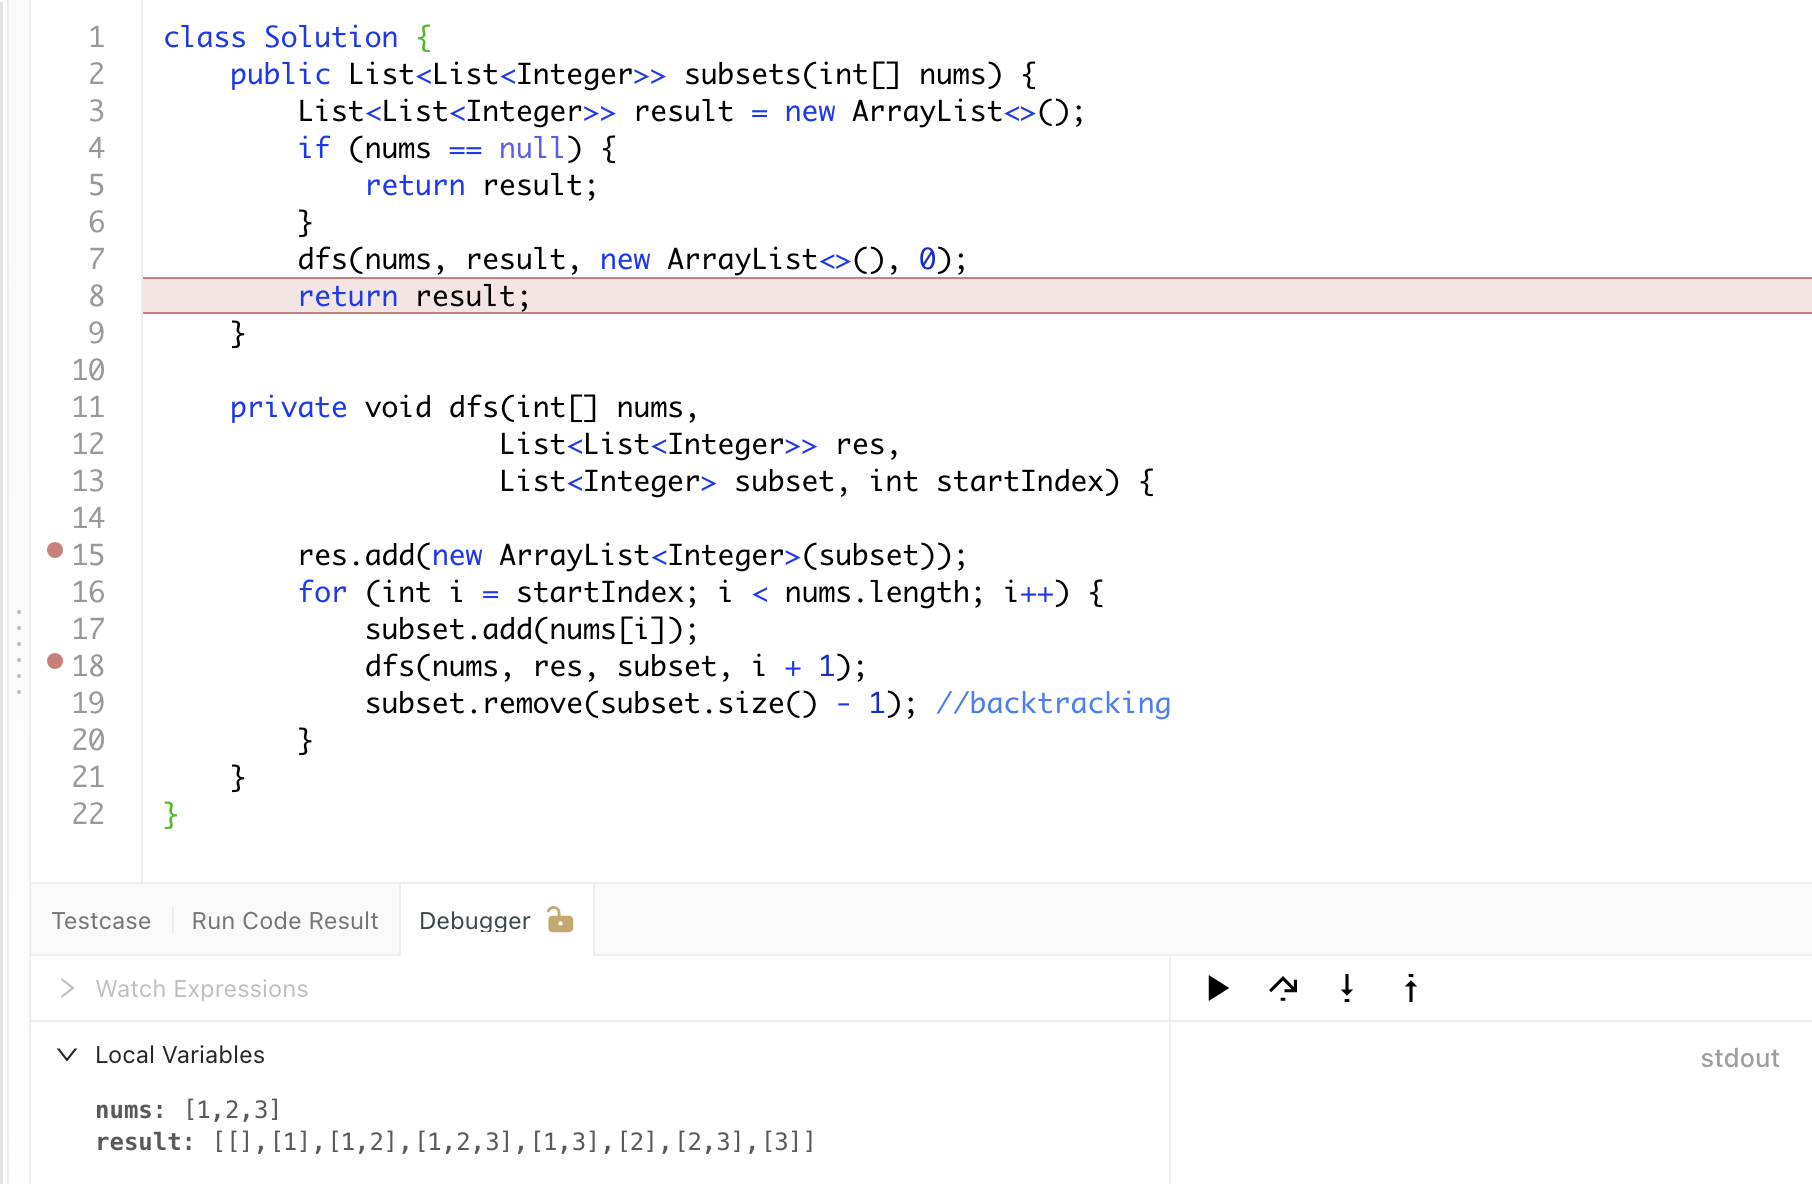 1 class Solution {
2 public List<List<Integer>> subsets(int[] nums) {
3 List<List<Integer>> result = new ArrayList<>();
4 if (nums == null) {
5 return result;
6 }
7 dfs(nums, result, new ArrayList<>(), 0);
8 return result;
9 }
10
11 private void dfs(int[] nums,
12 List<List<Integer>> res,
13 List<Integer> subset, int startIndex) {
14
15 res.add(new ArrayList<Integer>(subset));
16 for (int i = startIndex; i < nums.length; i++) {
17 subset.add(nums[i]);
18 dfs(nums, res, subset, i + 1);
19 subset.remove(subset.size() - 1); //backtracking
20 }
21 }
22 }
Testcase Run Code Result Debugger
Watch Expressions
Local Variables
stdout
nums: [1,2,3]
result: [[],[1],[1,2],[1,2,3],[1,3],[2],[2,3],[3]]